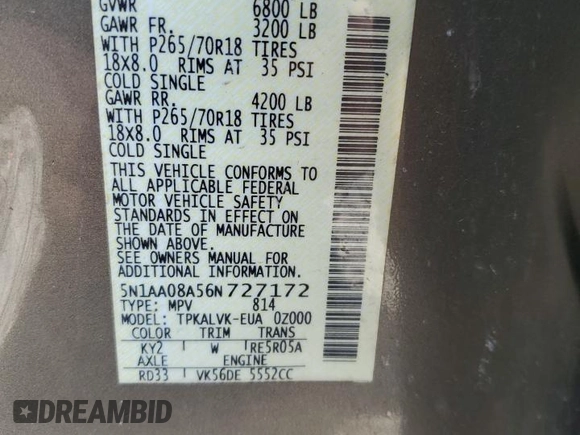 GVWR 6800 LB
GAWR FR. 3200 LB
WITH P265/70R18 TIRES
18X8.0 RIMS AT 35 PSI
COLD SINGLE
GAWR RR. 4200 LB
WITH P265/70R18 TIRES
18X8.0 RIMS AT 35 PSI
COLD SINGLE
THIS VEHICLE CONFORMS TO
ALL APPLICABLE FEDERAL
MOTOR VEHICLE SAFETY
STANDARDS IN EFFECT ON
THE DATE OF MANUFACTURE
SHOWN ABOVE.
SEE OWNERS MANUAL FOR
ADDITIONAL INFORMATION.
5N1AA08A56N727172
TYPE: MPV 814
MODEL: TPKALVK-EUA 0Z000
COLOR TRIM TRANS
KY2 W RE5R05A
AXLE ENGINE
RD33 VK56DE 5552CC
DREAMBID